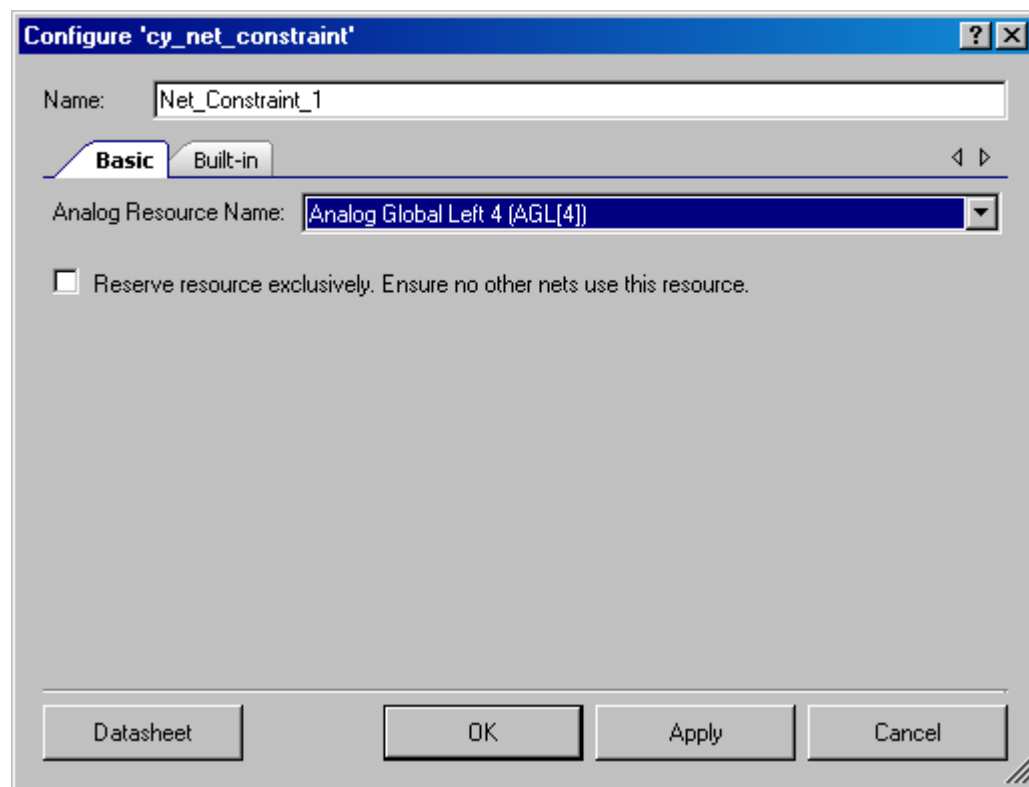 Configure 'cy_net_constraint'
Name: Net_Constraint_1
Basic Built-in
Analog Resource Name: Analog Global Left 4 (AGL[4])
Reserve resource exclusively. Ensure no other nets use this resource.
Datasheet OK Apply Cancel